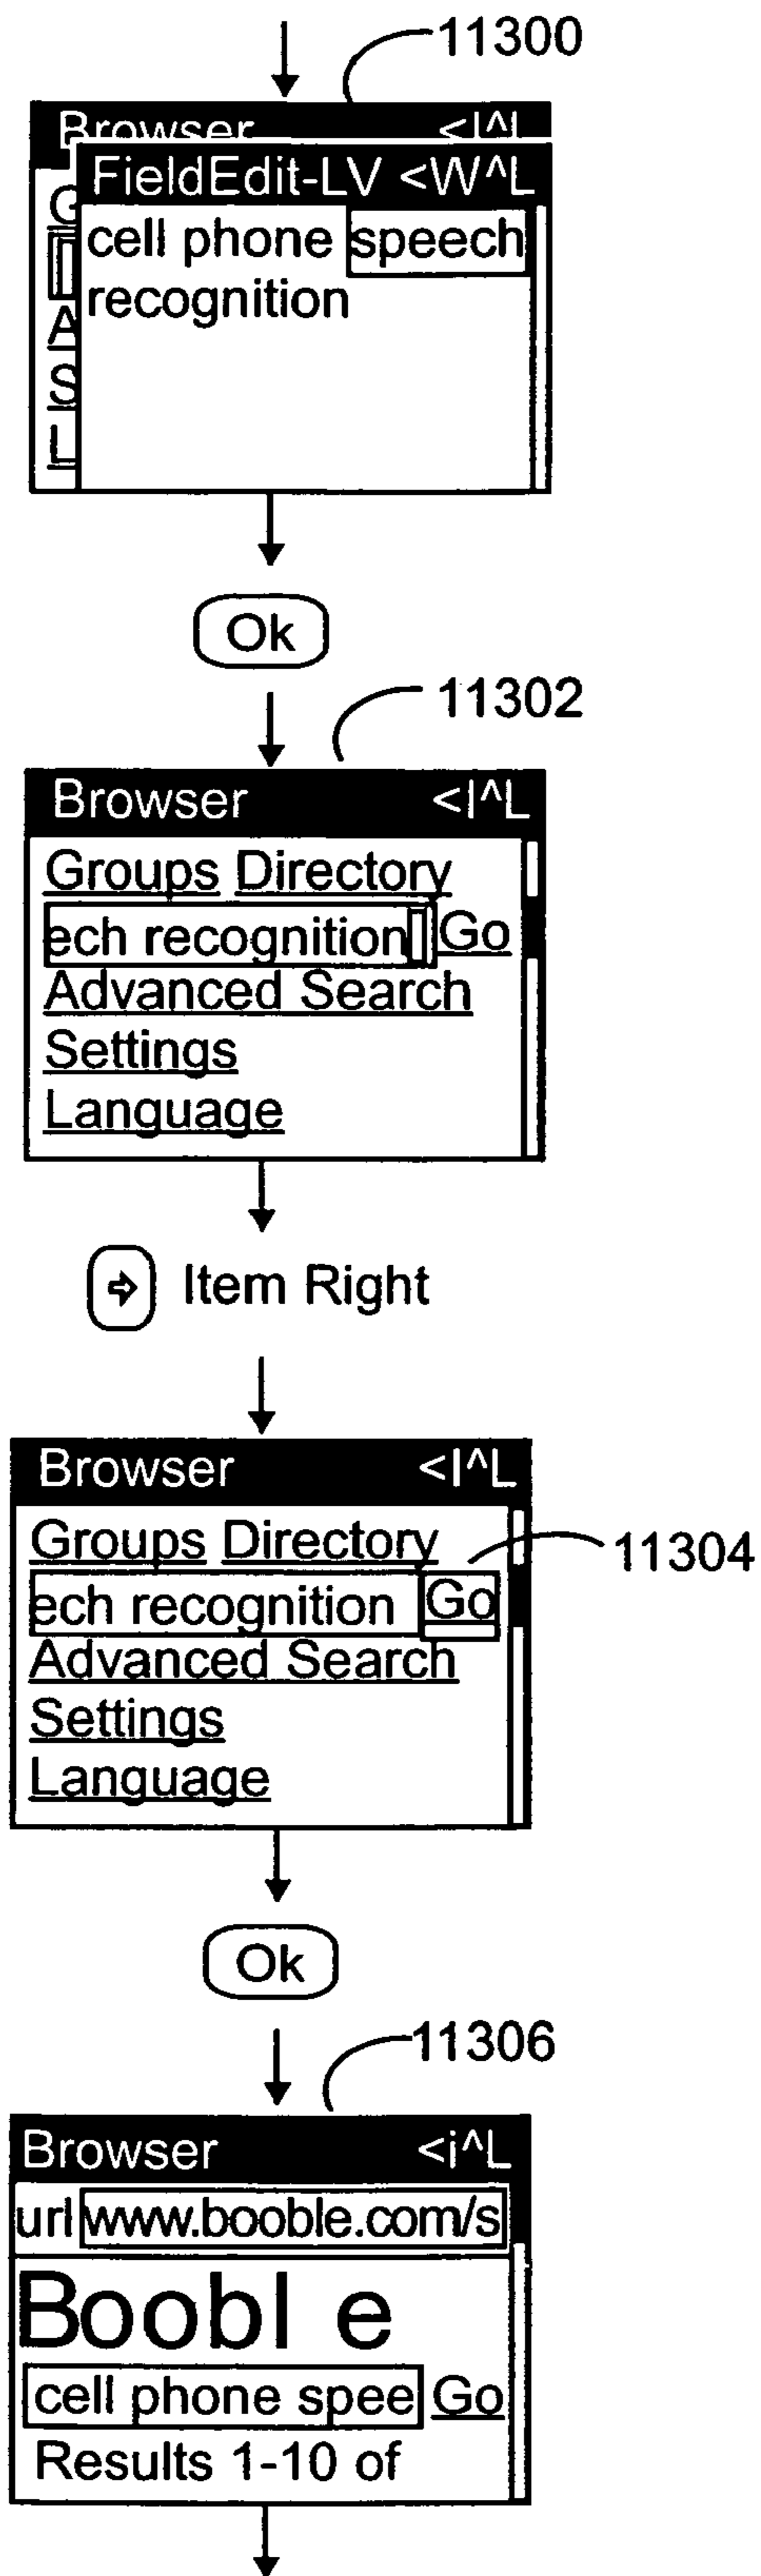 11300
Browser <I^L
FieldEdit-LV <W^L
G
cell phone speech
recognition
A
S
L
Ok
11302
Browser <I^L
Groups Directory
ech recognition Go
Advanced Search
Settings
Language
Item Right
Browser <I^L
Groups Directory
11304
ech recognition Go
Advanced Search
Settings
Language
Ok
11306
Browser <i^L
url www.booble.com/s
Boobl e
cell phone spee Go
Results 1-10 of